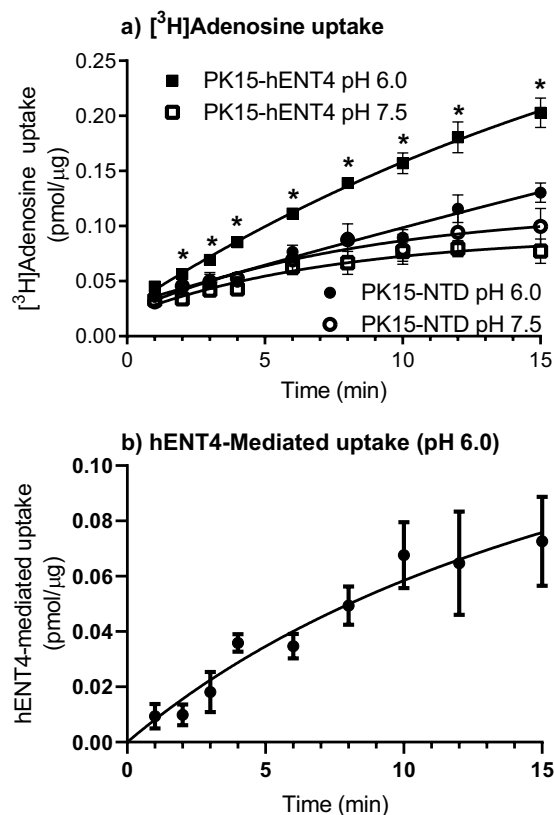 a) [³H]Adenosine uptake
[³H]Adenosine uptake
(pmol/µg)
0.25
0.20
0.15
0.10
0.05
0.00
PK15-hENT4 pH 6.0
PK15-hENT4 pH 7.5
* * * * * * * *
PK15-NTD pH 6.0
PK15-NTD pH 7.5
0 5 10 15
Time (min)
b) hENT4-Mediated uptake (pH 6.0)
hENT4-mediated uptake
(pmol/µg)
0.10
0.08
0.06
0.04
0.02
0.00
0 5 10 15
Time (min)